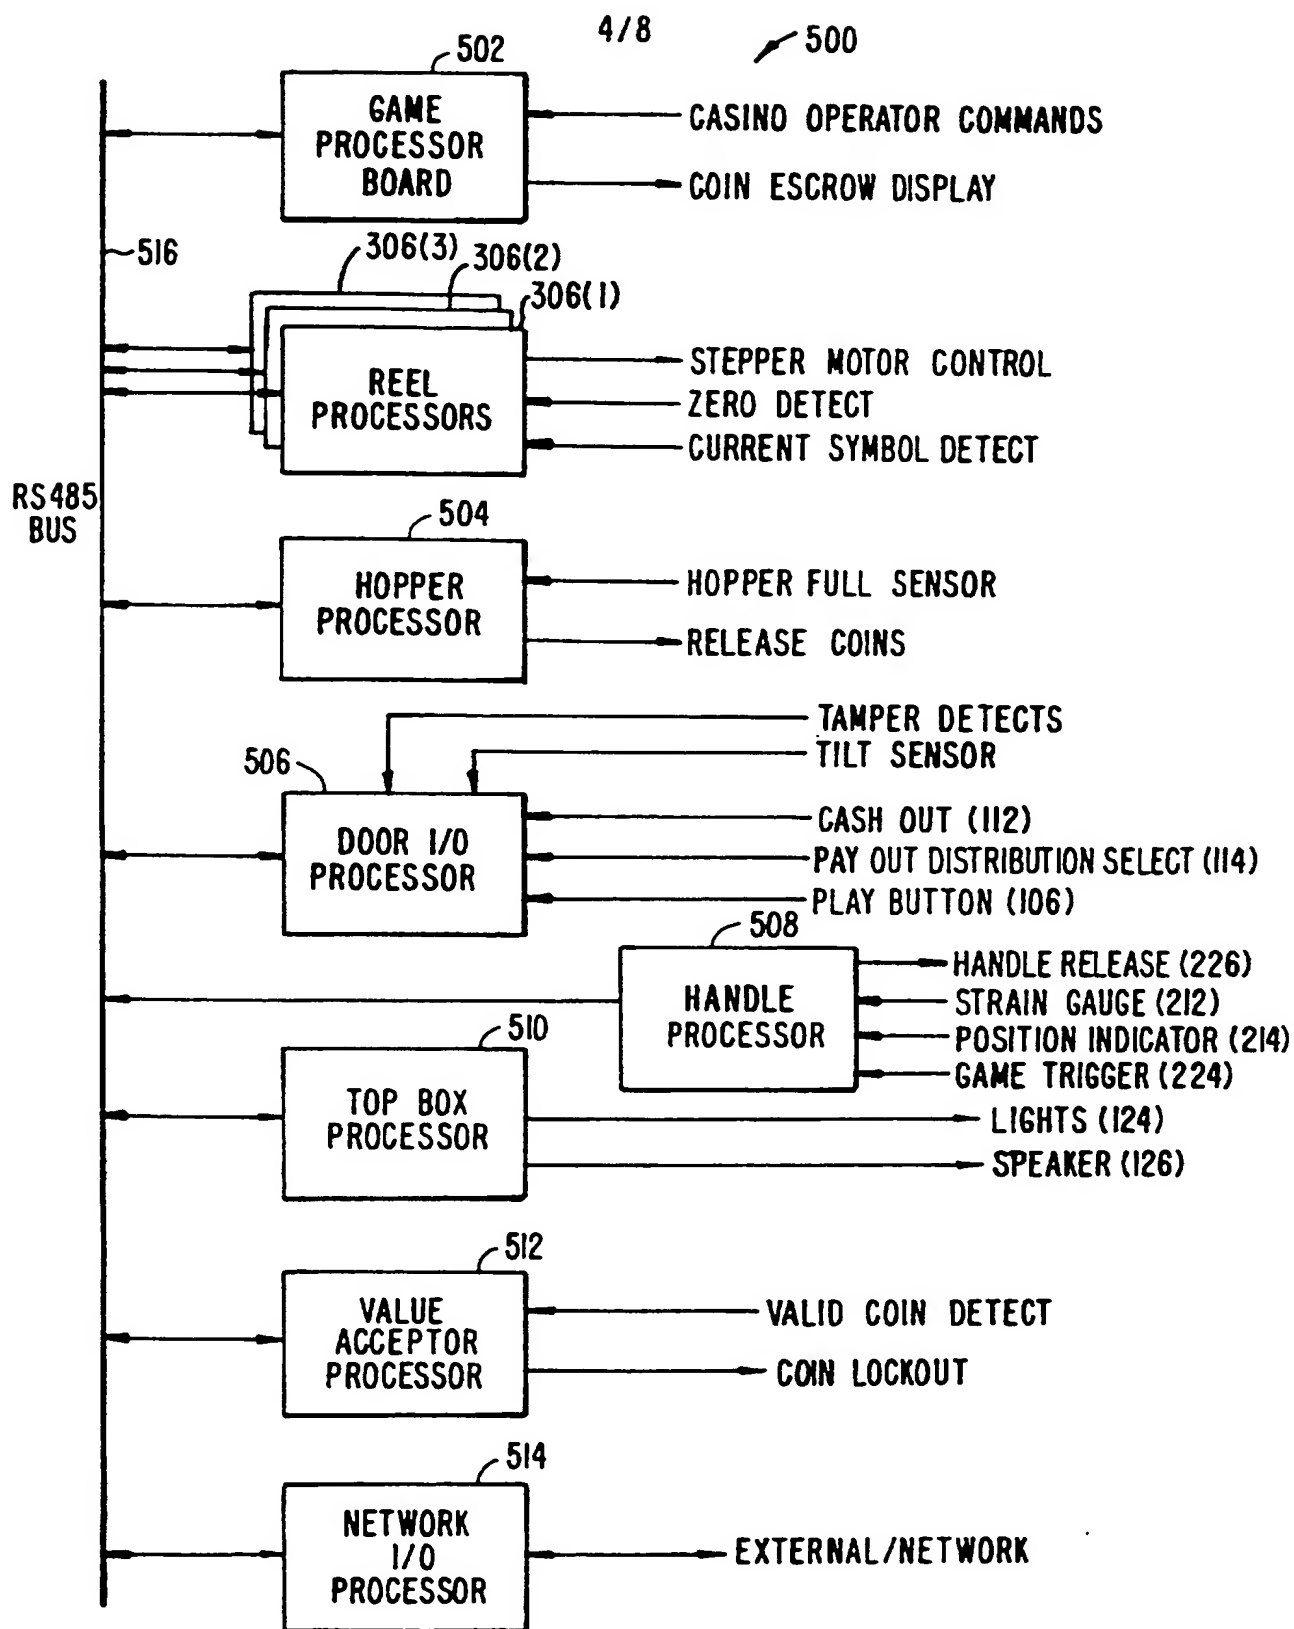 4/8
500
502
GAME
PROCESSOR
BOARD
CASINO OPERATOR COMMANDS
COIN ESCROW DISPLAY
516
306(3)
306(2)
306(1)
REEL
PROCESSORS
STEPPER MOTOR CONTROL
ZERO DETECT
CURRENT SYMBOL DETECT
RS485
BUS
504
HOPPER
PROCESSOR
HOPPER FULL SENSOR
RELEASE COINS
TAMPER DETECTS
TILT SENSOR
506
DOOR I/O
PROCESSOR
CASH OUT (112)
PAY OUT DISTRIBUTION SELECT (114)
PLAY BUTTON (106)
508
HANDLE
PROCESSOR
HANDLE RELEASE (226)
STRAIN GAUGE (212)
POSITION INDICATOR (214)
GAME TRIGGER (224)
510
TOP BOX
PROCESSOR
LIGHTS (124)
SPEAKER (126)
512
VALUE
ACCEPTOR
PROCESSOR
VALID COIN DETECT
COIN LOCKOUT
514
NETWORK
I/O
PROCESSOR
EXTERNAL/NETWORK